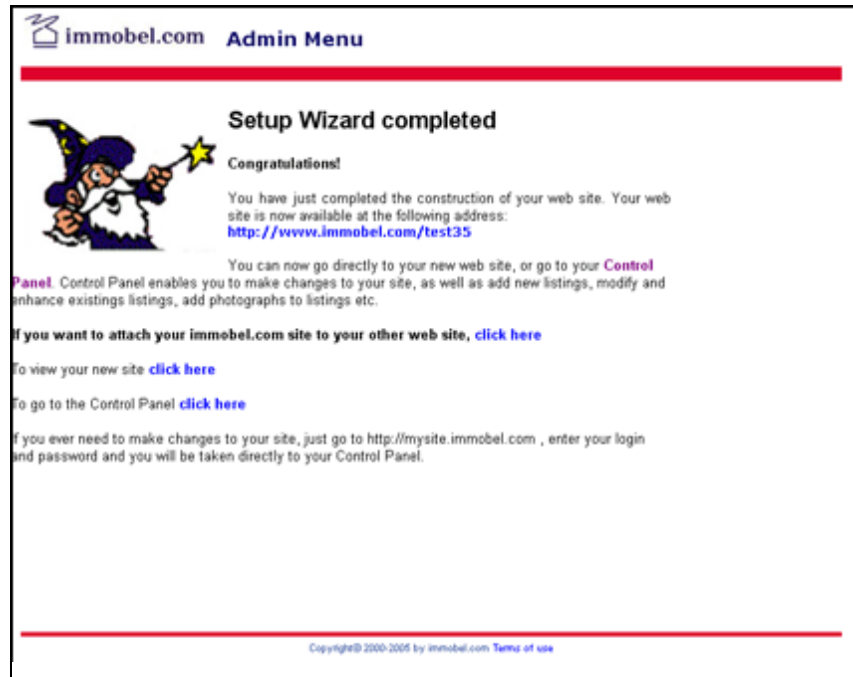 immobel.com Admin Menu
Setup Wizard completed
Congratulations!
You have just completed the construction of your web site. Your web
site is now available at the following address:
http://www.immobel.com/test35
You can now go directly to your new web site, or go to your Control
Panel. Control Panel enables you to make changes to your site, as well as add new listings, modify and
enhance existings listings, add photographs to listings etc.
If you want to attach your immobel.com site to your other web site, click here
To view your new site click here
To go to the Control Panel click here
If you ever need to make changes to your site, just go to http://mysite.immobel.com , enter your login
and password and you will be taken directly to your Control Panel.
Copyright© 2000-2005 by immobel.com Terms of use